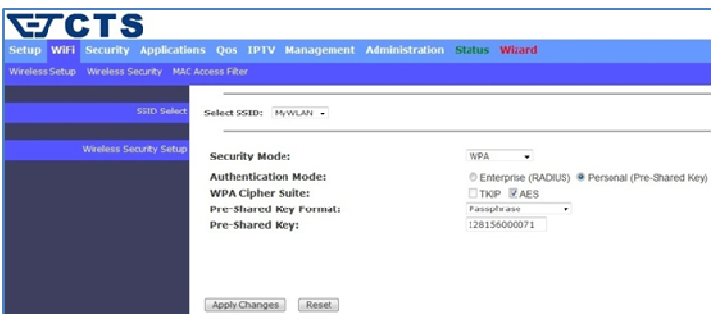 CTS
Setup WiFi Security Applications Qos IPTV Management Administration Status Wizard
Wireless Setup Wireless Security MAC Access Filter
SSID Select
Select SSID: MyWLAN
Wireless Security Setup
Security Mode: WPA
Authentication Mode: Enterprise (RADIUS) Personal (Pre-Shared Key)
WPA Cipher Suite: TKIP AES
Pre-Shared Key Format: Passphrase
Pre-Shared Key: 128156000071
Apply Changes Reset